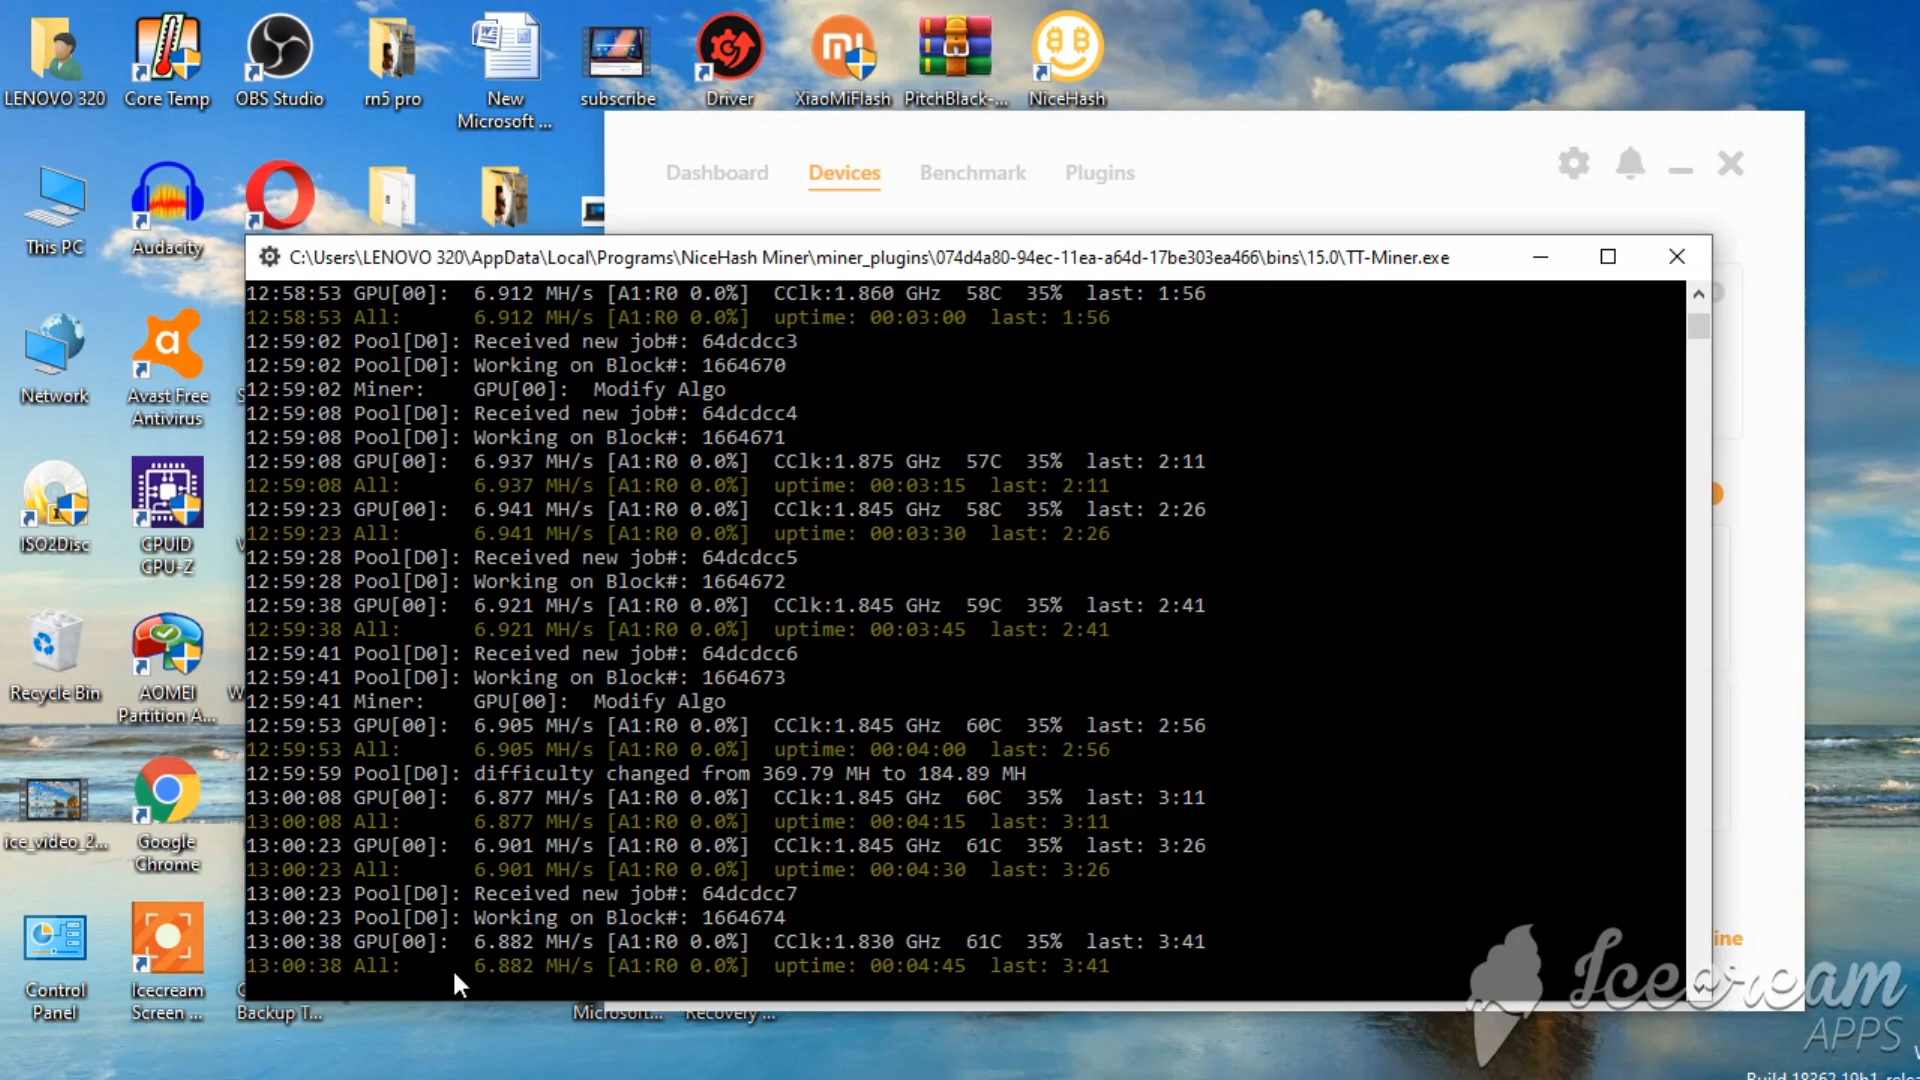 LENOVO 320
Core Temp
OBS Studio
rn5 pro
New
Microsoft ...
subscribe
Driver
XiaoMiFlash
PitchBlack-...
NiceHash
Dashboard
Devices
Benchmark
Plugins
This PC
Audacity
C:\Users\LENOVO 320\AppData\Local\Programs\NiceHash Miner\miner_plugins\074d4a80-94ec-11ea-a64d-17be303ea466\bins\15.0\TT-Miner.exe
12:58:53 GPU[00]: 6.912 MH/s [A1:R0 0.0%] CClk:1.860 GHz 58C 35% last: 1:56
12:58:53 All: 6.912 MH/s [A1:R0 0.0%] uptime: 00:03:00 last: 1:56
12:59:02 Pool[D0]: Received new job#: 64dcdcc3
12:59:02 Pool[D0]: Working on Block#: 1664670
12:59:02 Miner: GPU[00]: Modify Algo
12:59:08 Pool[D0]: Received new job#: 64dcdcc4
12:59:08 Pool[D0]: Working on Block#: 1664671
12:59:08 GPU[00]: 6.937 MH/s [A1:R0 0.0%] CClk:1.875 GHz 57C 35% last: 2:11
12:59:08 All: 6.937 MH/s [A1:R0 0.0%] uptime: 00:03:15 last: 2:11
12:59:23 GPU[00]: 6.941 MH/s [A1:R0 0.0%] CClk:1.845 GHz 58C 35% last: 2:26
12:59:23 All: 6.941 MH/s [A1:R0 0.0%] uptime: 00:03:30 last: 2:26
12:59:28 Pool[D0]: Received new job#: 64dcdcc5
12:59:28 Pool[D0]: Working on Block#: 1664672
12:59:38 GPU[00]: 6.921 MH/s [A1:R0 0.0%] CClk:1.845 GHz 59C 35% last: 2:41
12:59:38 All: 6.921 MH/s [A1:R0 0.0%] uptime: 00:03:45 last: 2:41
12:59:41 Pool[D0]: Received new job#: 64dcdcc6
12:59:41 Pool[D0]: Working on Block#: 1664673
12:59:41 Miner: GPU[00]: Modify Algo
12:59:53 GPU[00]: 6.905 MH/s [A1:R0 0.0%] CClk:1.845 GHz 60C 35% last: 2:56
12:59:53 All: 6.905 MH/s [A1:R0 0.0%] uptime: 00:04:00 last: 2:56
12:59:59 Pool[D0]: difficulty changed from 369.79 MH to 184.89 MH
13:00:08 GPU[00]: 6.877 MH/s [A1:R0 0.0%] CClk:1.845 GHz 60C 35% last: 3:11
13:00:08 All: 6.877 MH/s [A1:R0 0.0%] uptime: 00:04:15 last: 3:11
13:00:23 GPU[00]: 6.901 MH/s [A1:R0 0.0%] CClk:1.845 GHz 61C 35% last: 3:26
13:00:23 All: 6.901 MH/s [A1:R0 0.0%] uptime: 00:04:30 last: 3:26
13:00:23 Pool[D0]: Received new job#: 64dcdcc7
13:00:23 Pool[D0]: Working on Block#: 1664674
13:00:38 GPU[00]: 6.882 MH/s [A1:R0 0.0%] CClk:1.830 GHz 61C 35% last: 3:41
13:00:38 All: 6.882 MH/s [A1:R0 0.0%] uptime: 00:04:45 last: 3:41
Network
Avast Free
Antivirus
ISO2Disc
CPUID
CPU-Z
Recycle Bin
AOMEI
Partition A...
ice_video_2...
Google
Chrome
Control
Panel
Icecream
Screen ...
Backup T...
Microsoft...
Recovery ...
ine
Icecream
APPS